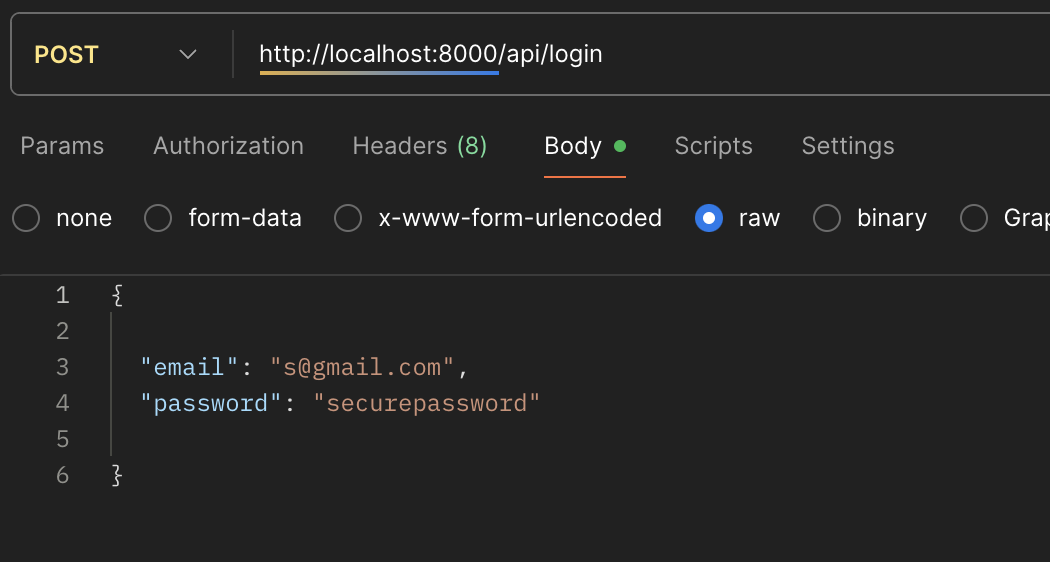 POST http://localhost:8000/api/login
Params Authorization Headers (8) Body Scripts Settings
none form-data x-www-form-urlencoded raw binary Grap
1 {
2
3 "email": "s@gmail.com",
4 "password": "securepassword"
5
6 }